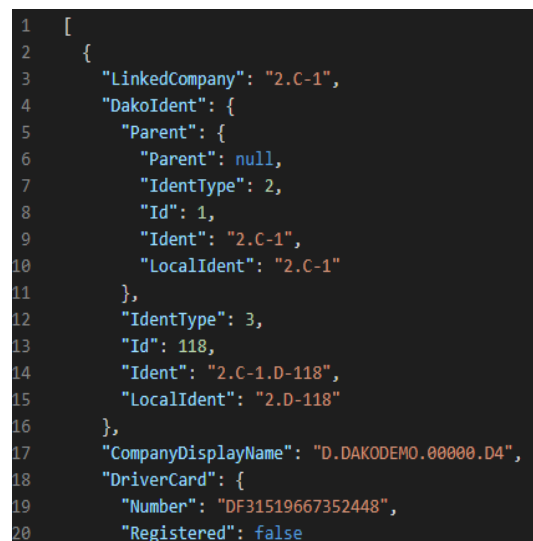 1 [
2 {
3 "LinkedCompany": "2.C-1",
4 "DakoIdent": {
5 "Parent": {
6 "Parent": null,
7 "IdentType": 2,
8 "Id": 1,
9 "Ident": "2.C-1",
10 "LocalIdent": "2.C-1"
11 },
12 "IdentType": 3,
13 "Id": 118,
14 "Ident": "2.C-1.D-118",
15 "LocalIdent": "2.D-118"
16 },
17 "CompanyDisplayName": "D.DAKODEMO.00000.D4",
18 "DriverCard": {
19 "Number": "DF31519667352448",
20 "Registered": false